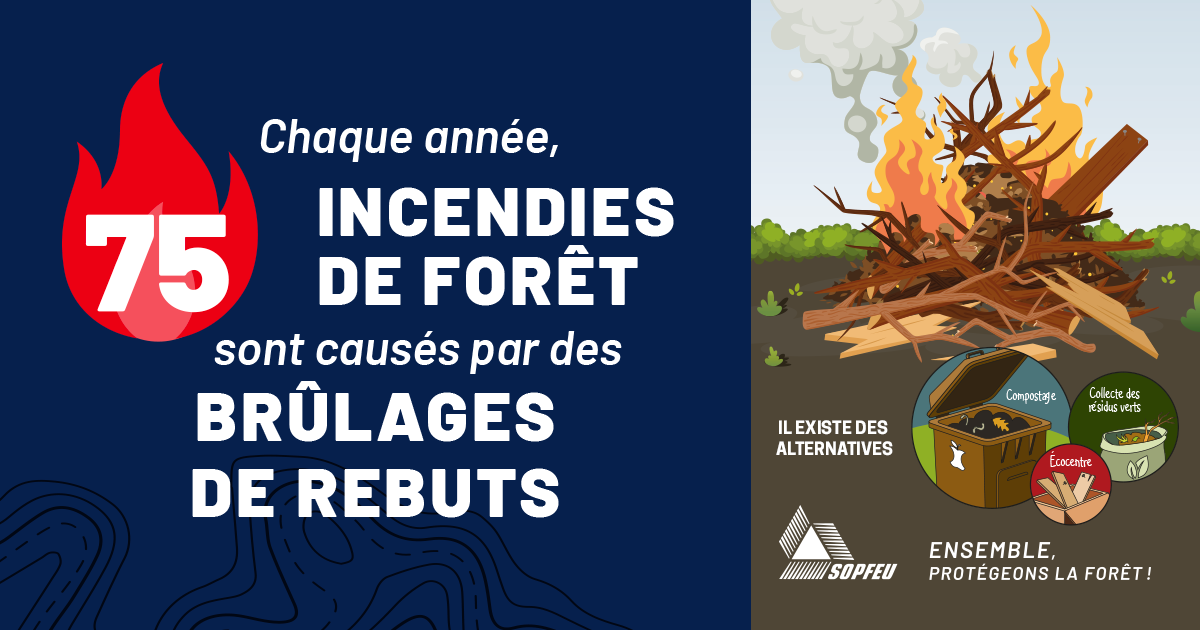 75
Chaque année,
INCENDIES
DE FORÊT
sont causés par des
BRÛLAGES
DE REBUTS
IL EXISTE DES
ALTERNATIVES
Compostage
Collecte des
résidus verts
Écocentre
SOPFEU
ENSEMBLE,
PROTÉGEONS LA FORÊT !